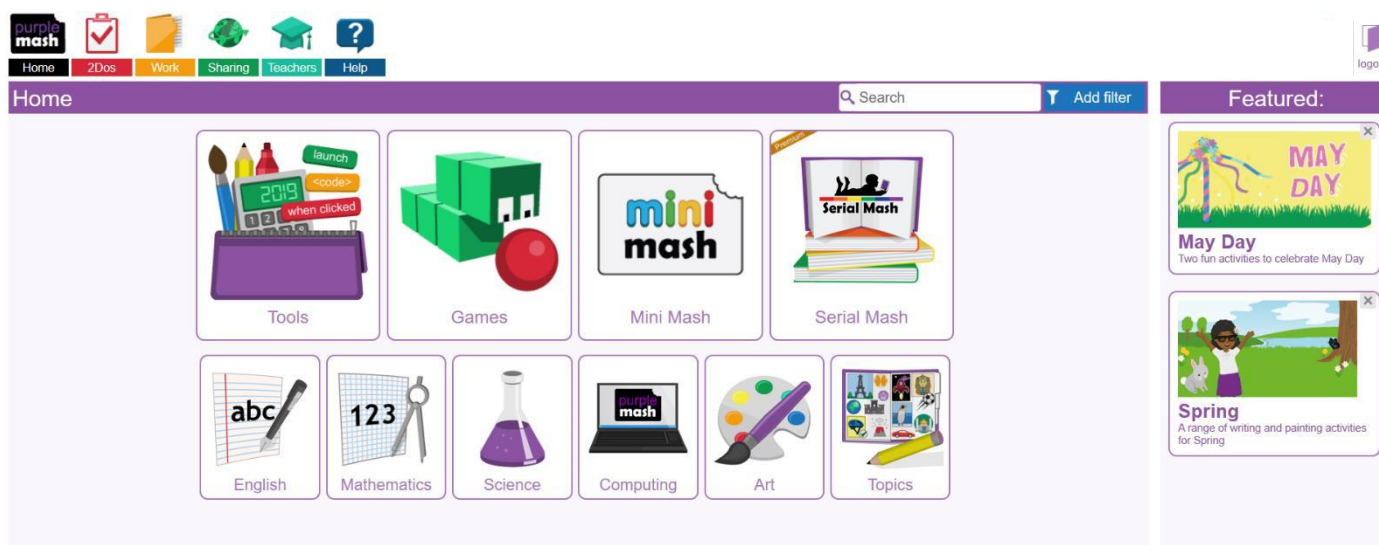 purple
mash
Home
2Dos
Work
Sharing
Teachers
Help
Home
Search
Add filter
Featured:
launch
<code>
2019
when clicked
1 2
Tools
Games
mini
mash
Mini Mash
Premium
Serial Mash
Serial Mash
MAY
DAY
May Day
Two fun activities to celebrate May Day
Spring
A range of writing and painting activities
for Spring
abc
English
123
Mathematics
Science
purple
mash
Computing
Art
Topics